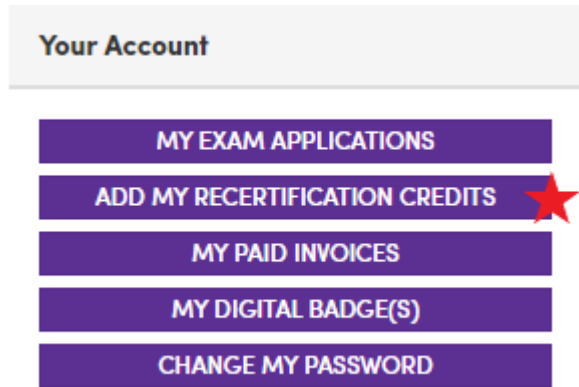 Your Account
MY EXAM APPLICATIONS
ADD MY RECERTIFICATION CREDITS
MY PAID INVOICES
MY DIGITAL BADGE(S)
CHANGE MY PASSWORD